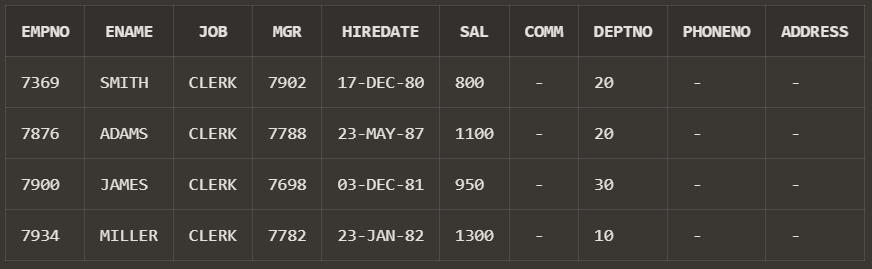 EMPNO ENAME JOB MGR HIREDATE SAL COMM DEPTNO PHONENO ADDRESS
7369 SMITH CLERK 7902 17-DEC-80 800 - 20 - -
7876 ADAMS CLERK 7788 23-MAY-87 1100 - 20 - -
7900 JAMES CLERK 7698 03-DEC-81 950 - 30 - -
7934 MILLER CLERK 7782 23-JAN-82 1300 - 10 - -